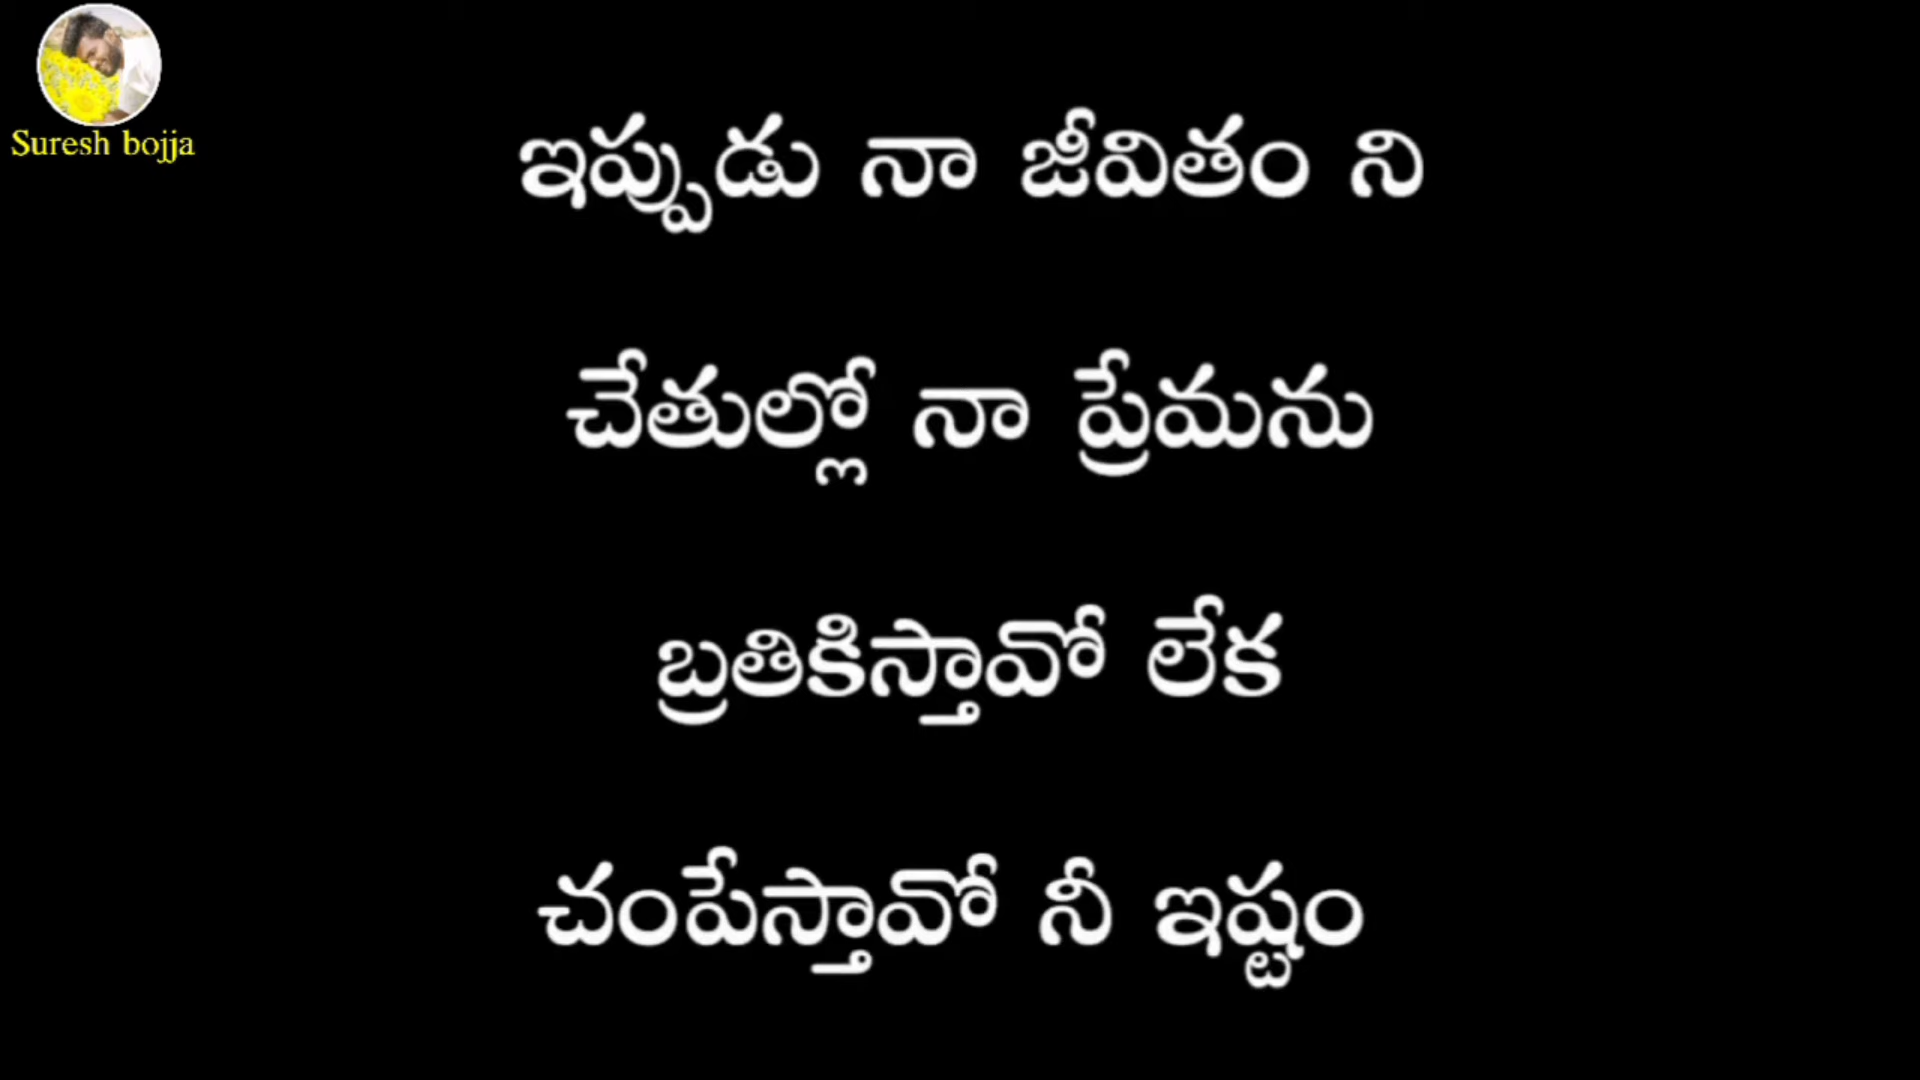 Suresh bojja
ఇప్పుడు నా జీవితం ని
చేతుల్లో నా ప్రేమను
బ్రతికిస్తావో లేక
చంపేస్తావో నీ ఇష్టం